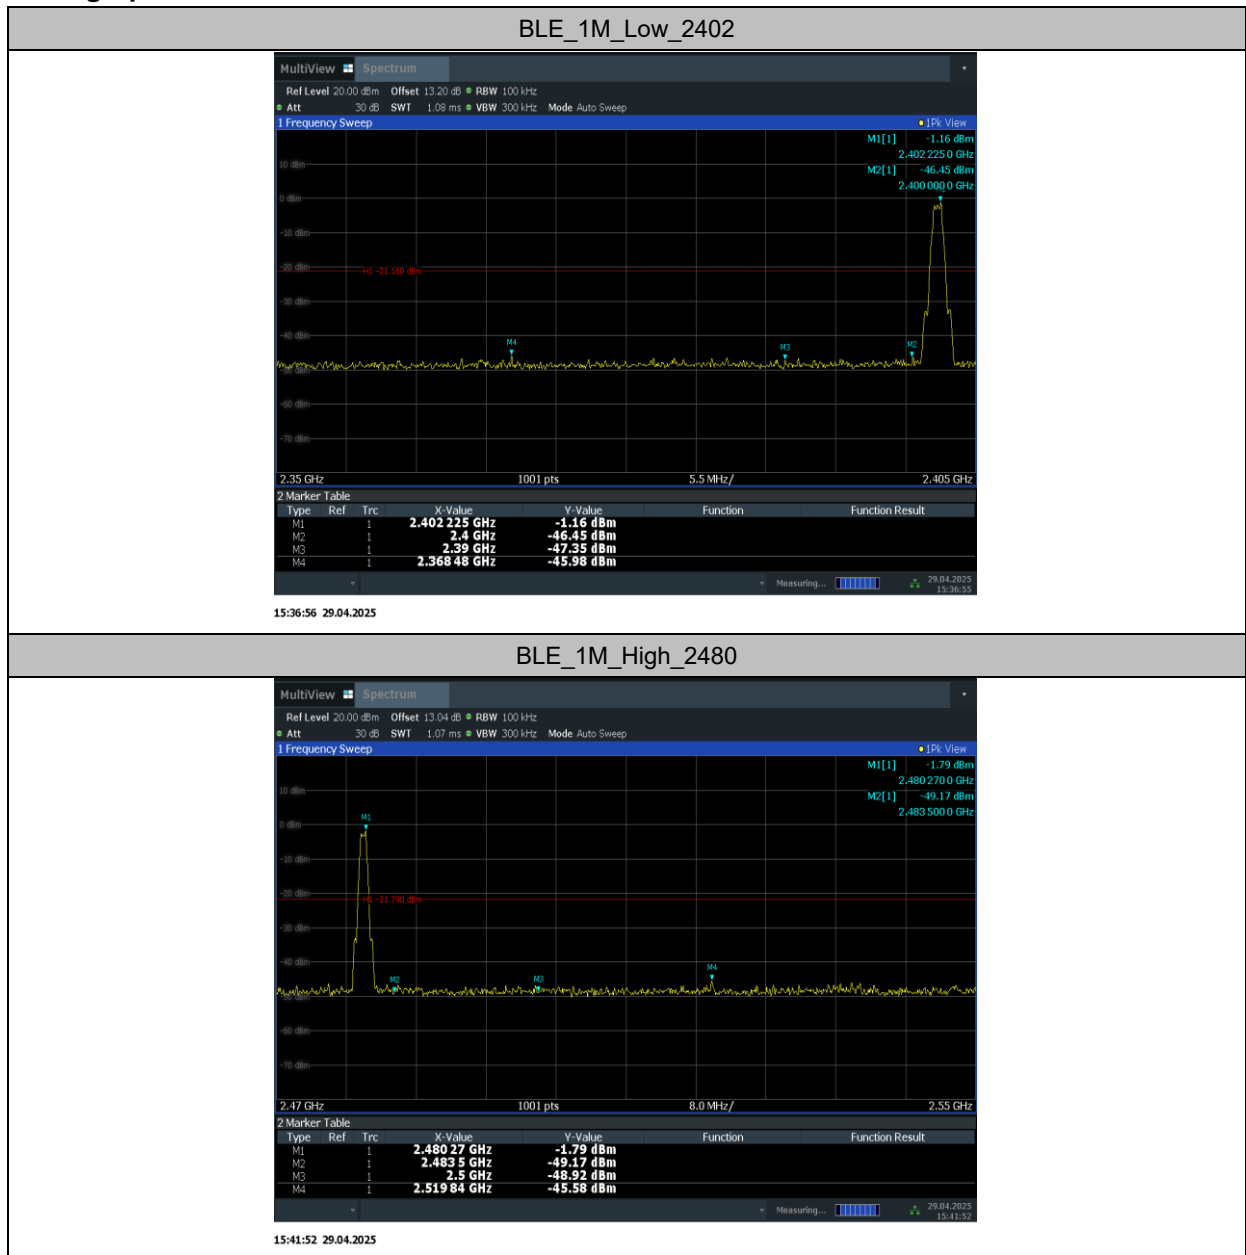 BLE_1M_Low_2402
MultiView Spectrum
Ref Level 20.00 dBm Offset 13.20 dB RBW 100 kHz
Att 30 dB SWT 1.08 ms VBW 300 kHz Mode Auto Sweep
1 Frequency Sweep 1Pk View
M1[1] -1.16 dBm
2.402 225 0 GHz
10 dBm
M2[1] -46.45 dBm
2.400 000 0 GHz
0 dBm
-10 dBm
-20 dBm
H1 -21.160 dBm
-30 dBm
-40 dBm
M4 M3 M2
-50 dBm
-60 dBm
-70 dBm
2.35 GHz 1001 pts 5.5 MHz/ 2.405 GHz
2 Marker Table
Type Ref Trc X-Value Y-Value Function Function Result
M1 1 2.402 225 GHz -1.16 dBm
M2 1 2.4 GHz -46.45 dBm
M3 1 2.39 GHz -47.35 dBm
M4 1 2.368 48 GHz -45.98 dBm
Measuring... 29.04.2025
15:36:55
15:36:56 29.04.2025
BLE_1M_High_2480
MultiView Spectrum
Ref Level 20.00 dBm Offset 13.04 dB RBW 100 kHz
Att 30 dB SWT 1.07 ms VBW 300 kHz Mode Auto Sweep
1 Frequency Sweep 1Pk View
M1[1] -1.79 dBm
2.480 270 0 GHz
10 dBm
M2[1] -49.17 dBm
2.483 500 0 GHz
M1
0 dBm
-10 dBm
-20 dBm
H1 -21.790 dBm
-30 dBm
-40 dBm
M4
M2 M3
-50 dBm
-60 dBm
-70 dBm
2.47 GHz 1001 pts 8.0 MHz/ 2.55 GHz
2 Marker Table
Type Ref Trc X-Value Y-Value Function Function Result
M1 1 2.480 27 GHz -1.79 dBm
M2 1 2.483 5 GHz -49.17 dBm
M3 1 2.5 GHz -48.92 dBm
M4 1 2.519 84 GHz -45.58 dBm
Measuring... 29.04.2025
15:41:52
15:41:52 29.04.2025